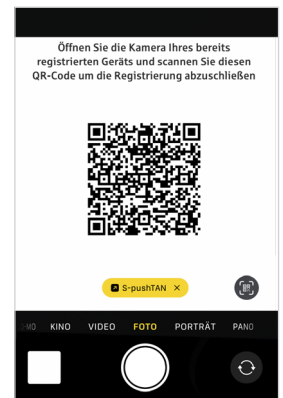 Öffnen Sie die Kamera Ihres bereits
registrierten Geräts und scannen Sie diesen
QR-Code um die Registrierung abzuschließen
S-pushTAN ×
KINO VIDEO FOTO PORTRÄT PANO